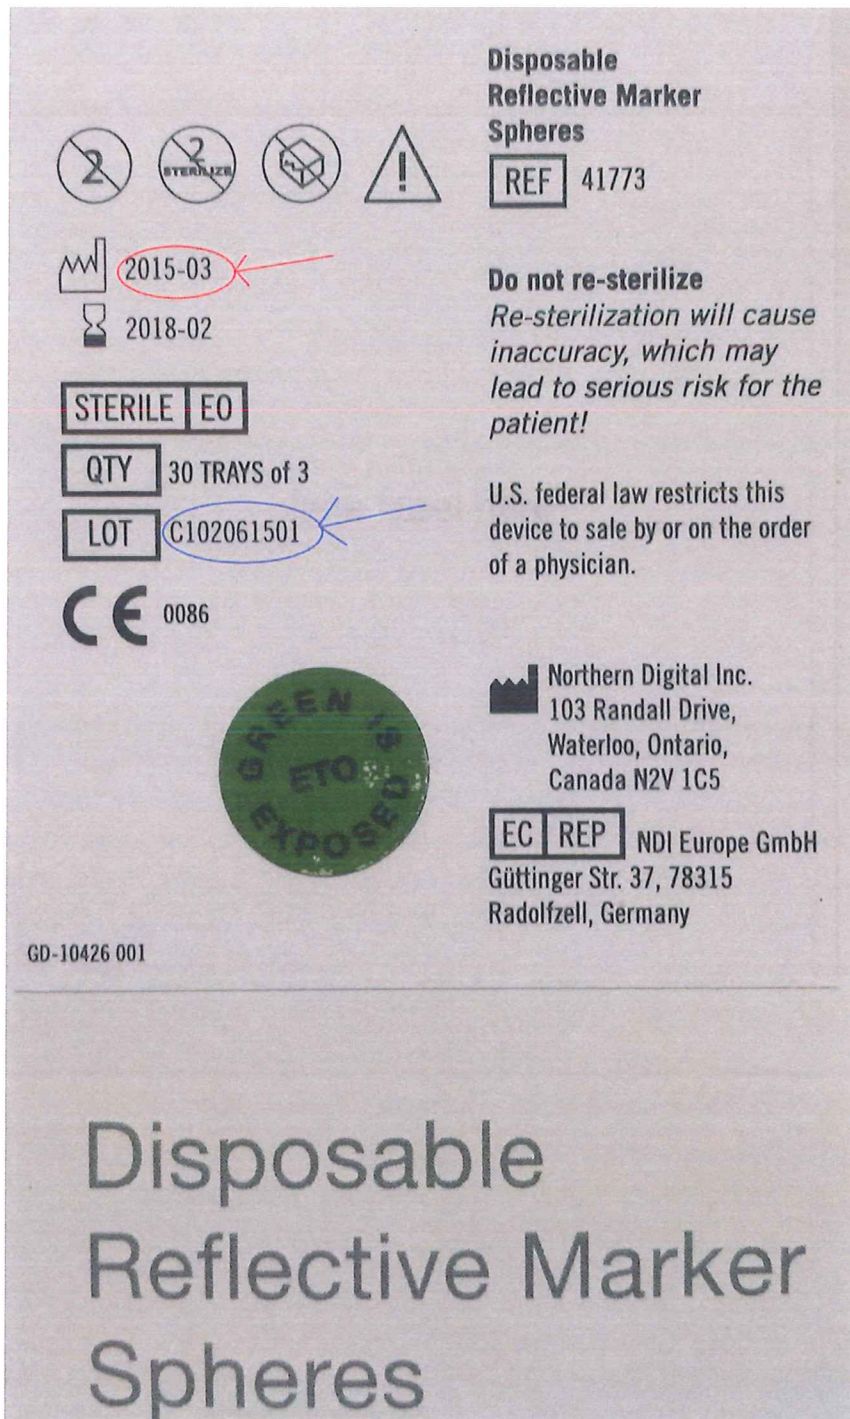 Disposable
Reflective Marker
Spheres
REF 41773
2
2
STERILIZE
2015-03
2018-02
STERILE EO
QTY 30 TRAYS of 3
LOT C102061501
CE 0086
Do not re-sterilize
Re-sterilization will cause
inaccuracy, which may
lead to serious risk for the
patient!
U.S. federal law restricts this
device to sale by or on the order
of a physician.
GREEN IS
ETO
EXPOSED
Northern Digital Inc.
103 Randall Drive,
Waterloo, Ontario,
Canada N2V 1C5
EC REP NDI Europe GmbH
Güttinger Str. 37, 78315
Radolfzell, Germany
GD-10426 001
Disposable
Reflective Marker
Spheres